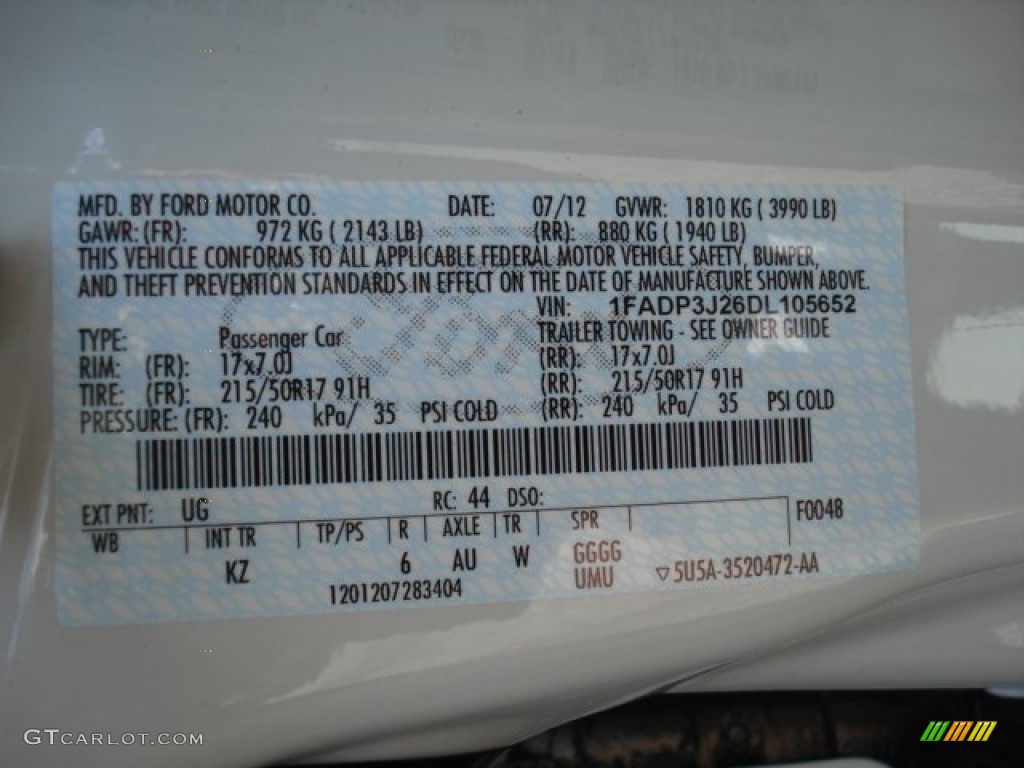 MFD. BY FORD MOTOR CO. DATE: 07/12 GVWR: 1810 KG ( 3990 LB)
GAWR: (FR): 972 KG ( 2143 LB) (RR): 880 KG ( 1940 LB)
THIS VEHICLE CONFORMS TO ALL APPLICABLE FEDERAL MOTOR VEHICLE SAFETY, BUMPER,
AND THEFT PREVENTION STANDARDS IN EFFECT ON THE DATE OF MANUFACTURE SHOWN ABOVE.
VIN: 1FADP3J26DL105652
TYPE: Passenger Car TRAILER TOWING - SEE OWNER GUIDE
RIM: (FR): 17x7.0J (RR): 17x7.0J
TIRE: (FR): 215/50R17 91H (RR): 215/50R17 91H
PRESSURE: (FR): 240 kPa/ 35 PSI COLD (RR): 240 kPa/ 35 PSI COLD
EXT PNT: UG RC: 44 DSO: F0048
WB INT TR TP/PS R AXLE TR SPR
KZ 6 AU W GGGG
UMU ▽5U5A-3520472-AA
1201207283404
GTCARLOT.COM